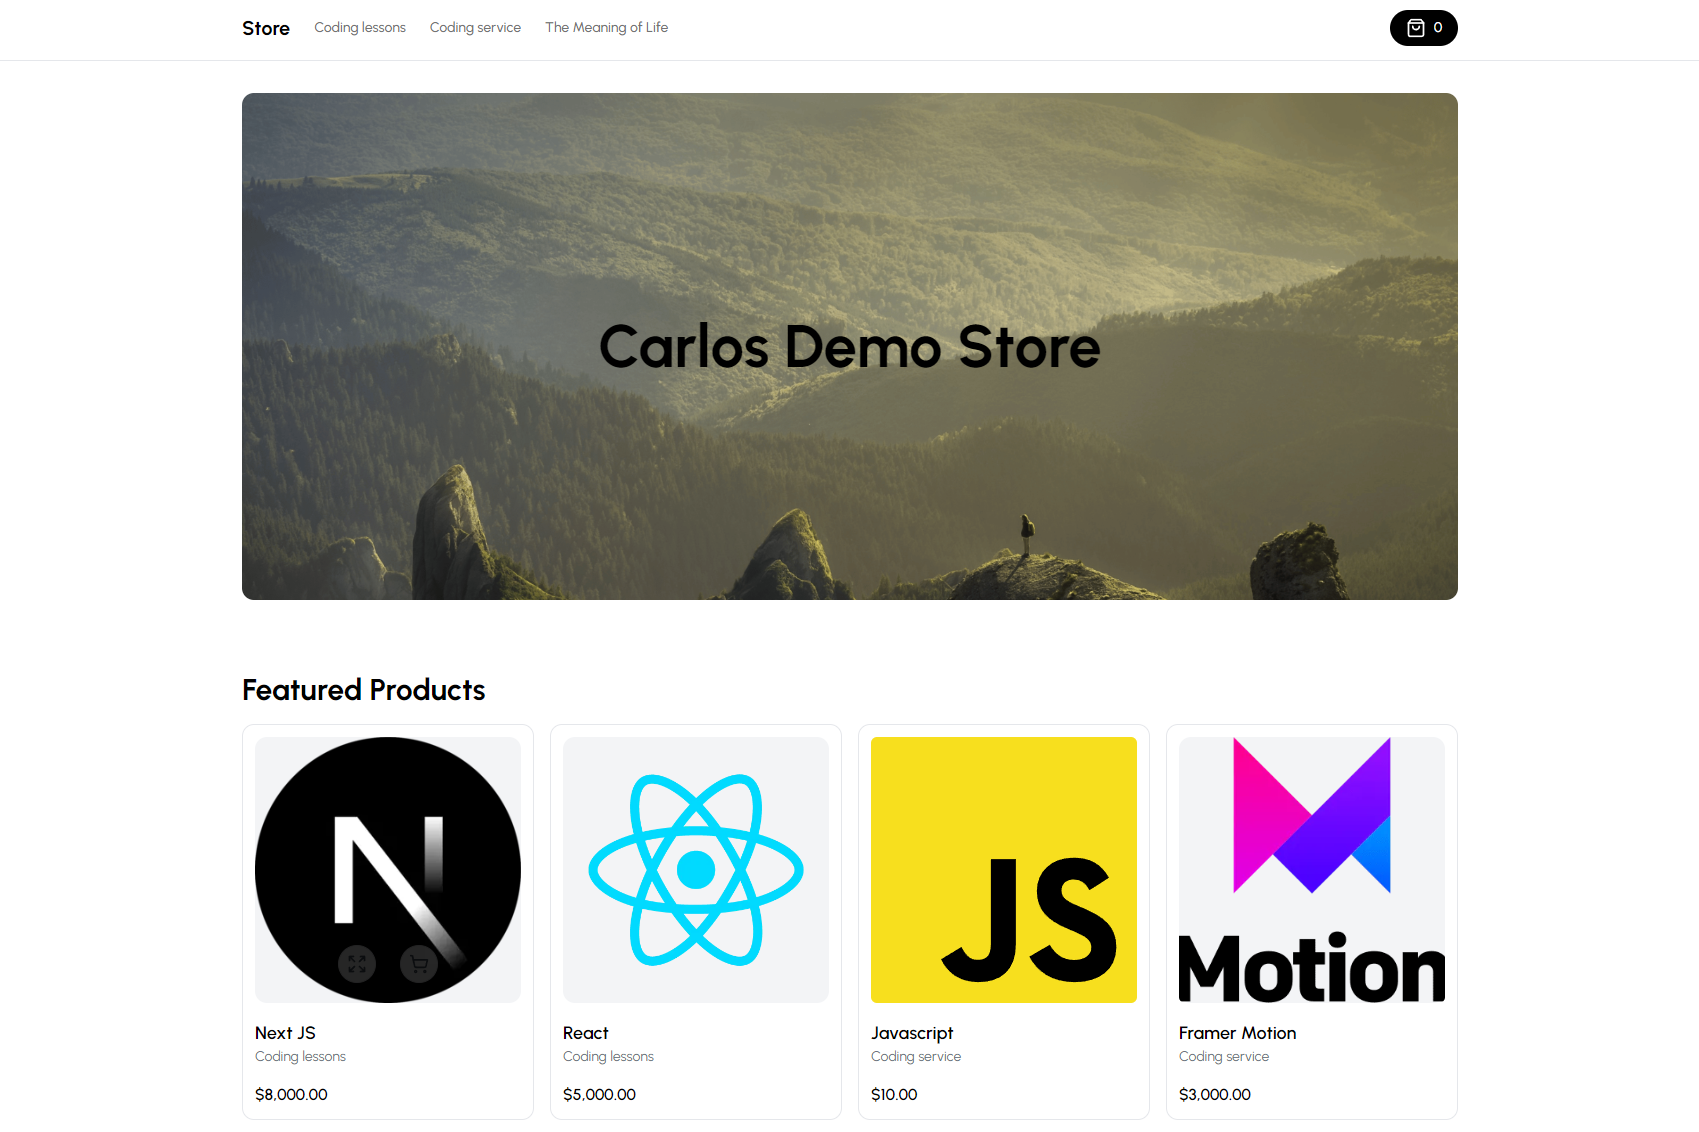 Store Coding lessons Coding service The Meaning of Life 0
Carlos Demo Store
Featured Products
N
JS
Motion
Next JS
Coding lessons
$8,000.00
React
Coding lessons
$5,000.00
Javascript
Coding service
$10.00
Framer Motion
Coding service
$3,000.00